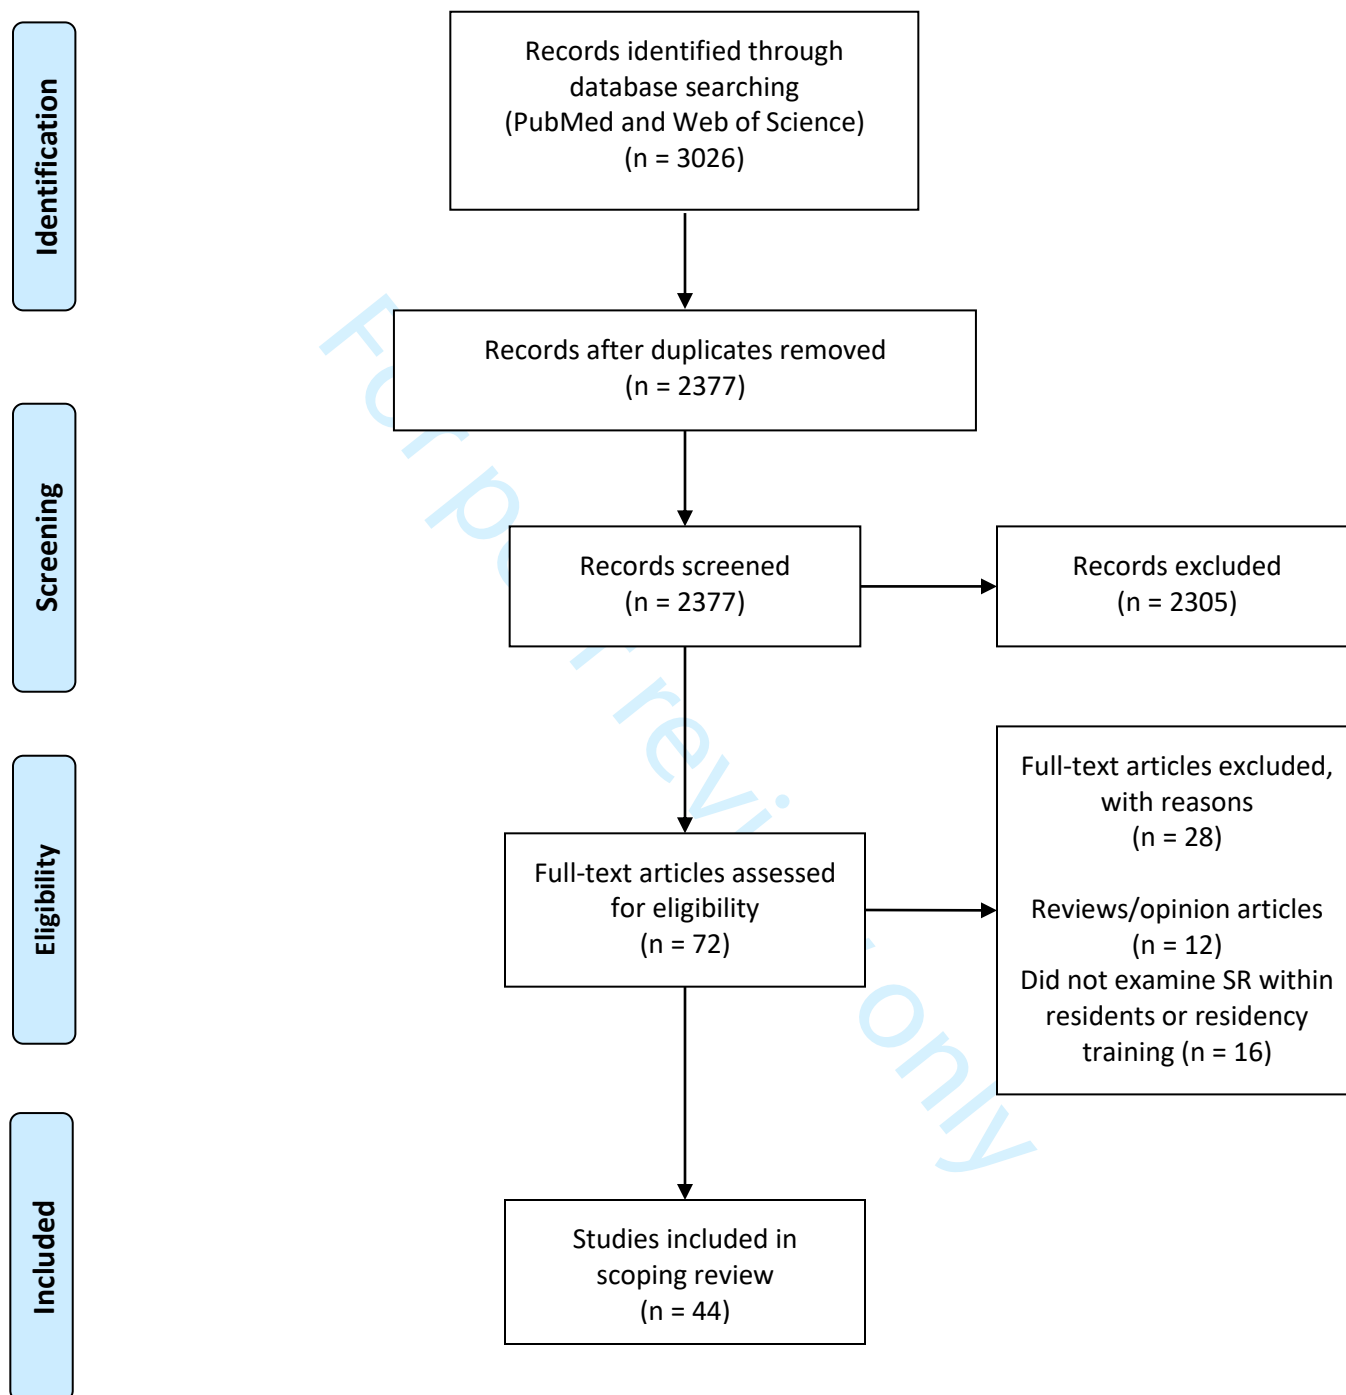 Identification
Records identified through
database searching
(PubMed and Web of Science)
(n = 3026)
Records after duplicates removed
(n = 2377)
Screening
Records screened
(n = 2377)
Records excluded
(n = 2305)
Eligibility
Full-text articles assessed
for eligibility
(n = 72)
Full-text articles excluded,
with reasons
(n = 28)
Reviews/opinion articles
(n = 12)
Did not examine SR within
residents or residency
training (n = 16)
Included
Studies included in
scoping review
(n = 44)
For peer review only